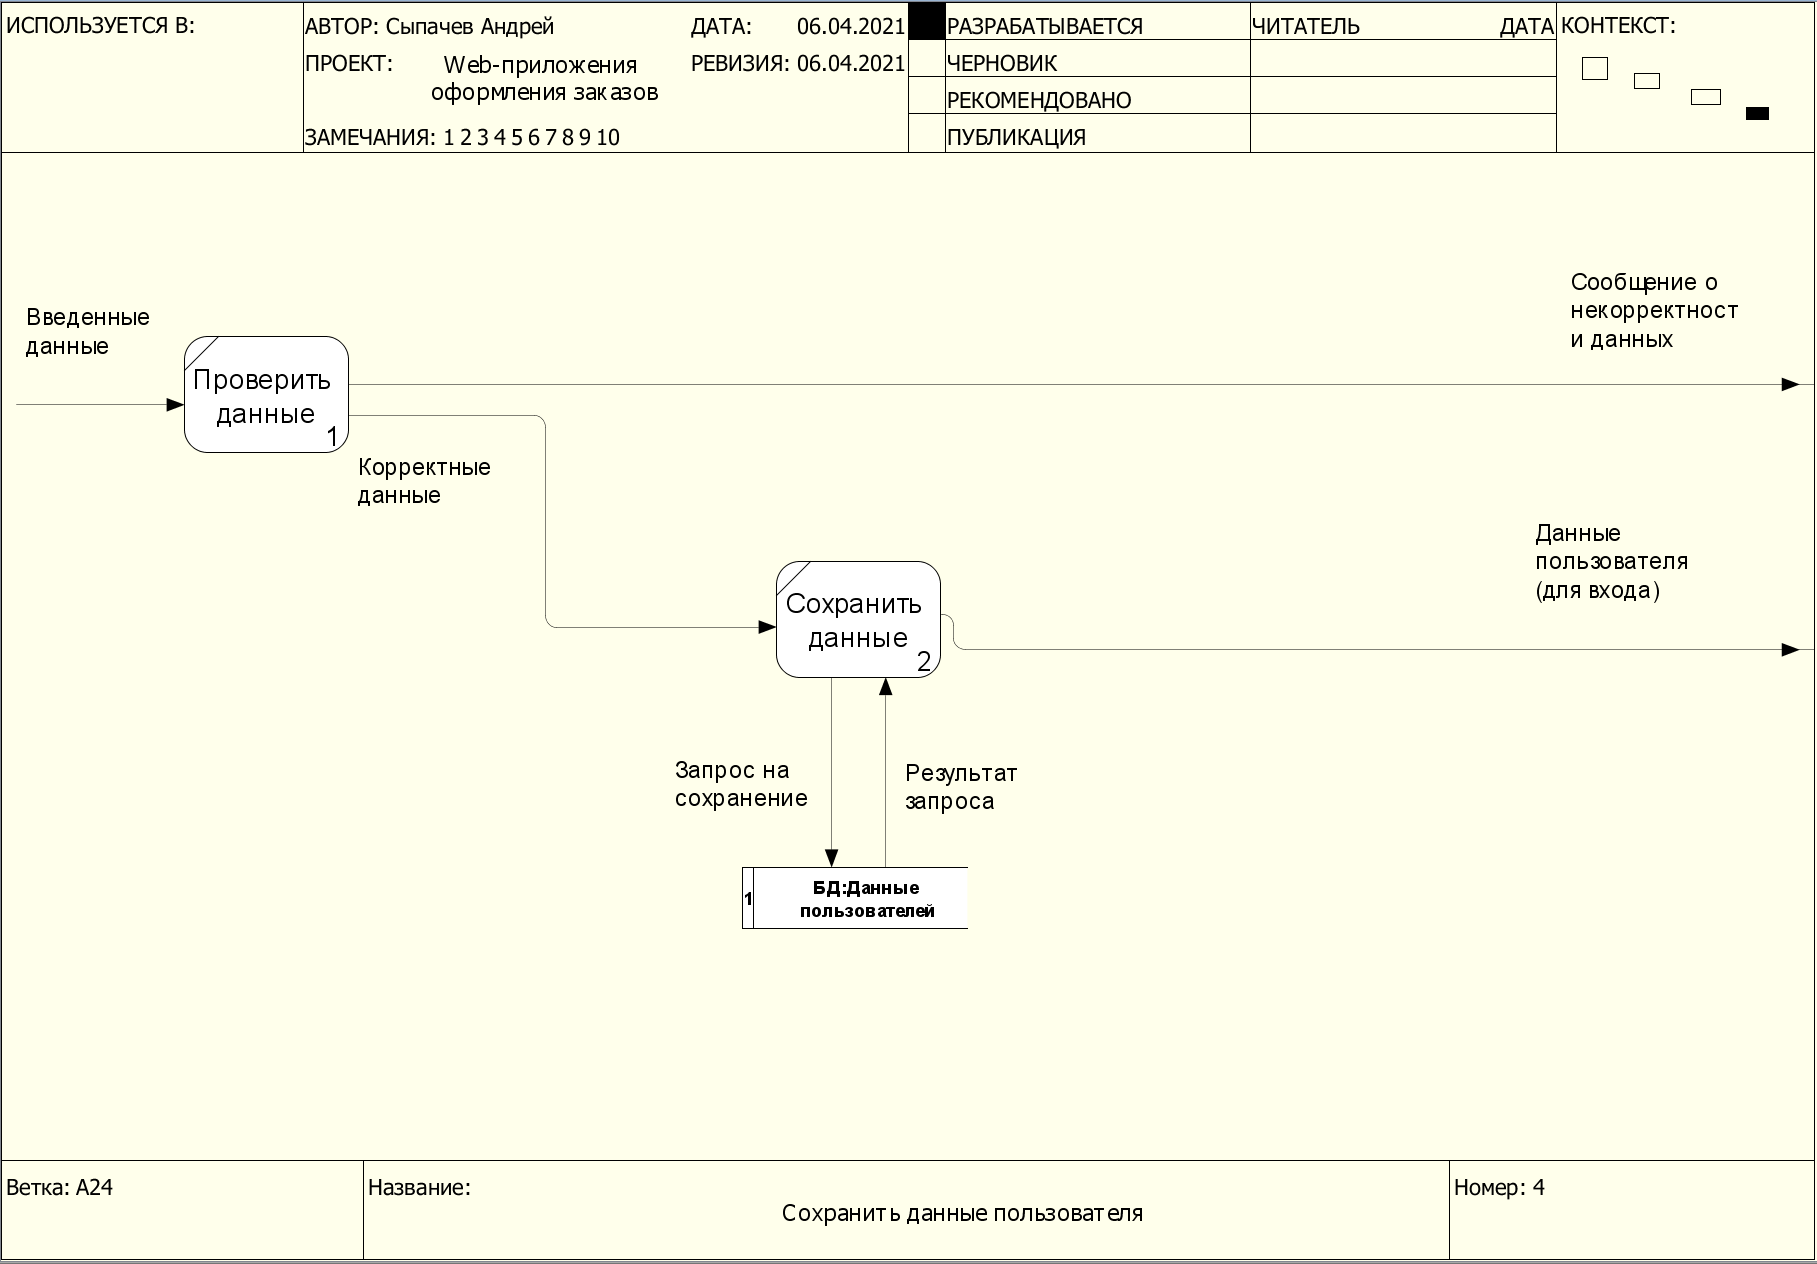 ИСПОЛЬЗУЕТСЯ В:
АВТОР: Сыпачев Андрей
ДАТА: 06.04.2021
ПРОЕКТ: Web-приложения
оформления заказов
РЕВИЗИЯ: 06.04.2021
ЗАМЕЧАНИЯ: 1 2 3 4 5 6 7 8 9 10
РАЗРАБАТЫВАЕТСЯ
ЧЕРНОВИК
РЕКОМЕНДОВАНО
ПУБЛИКАЦИЯ
ЧИТАТЕЛЬ
ДАТА
КОНТЕКСТ:
Введенные
данные
Проверить
данные
1
Сообщение о
некорректност
и данных
Корректные
данные
Сохранить
данные
2
Данные
пользователя
(для входа)
Запрос на
сохранение
Результат
запроса
1
БД:Данные
пользователей
Ветка: A24
Название:
Сохранить данные пользователя
Номер: 4